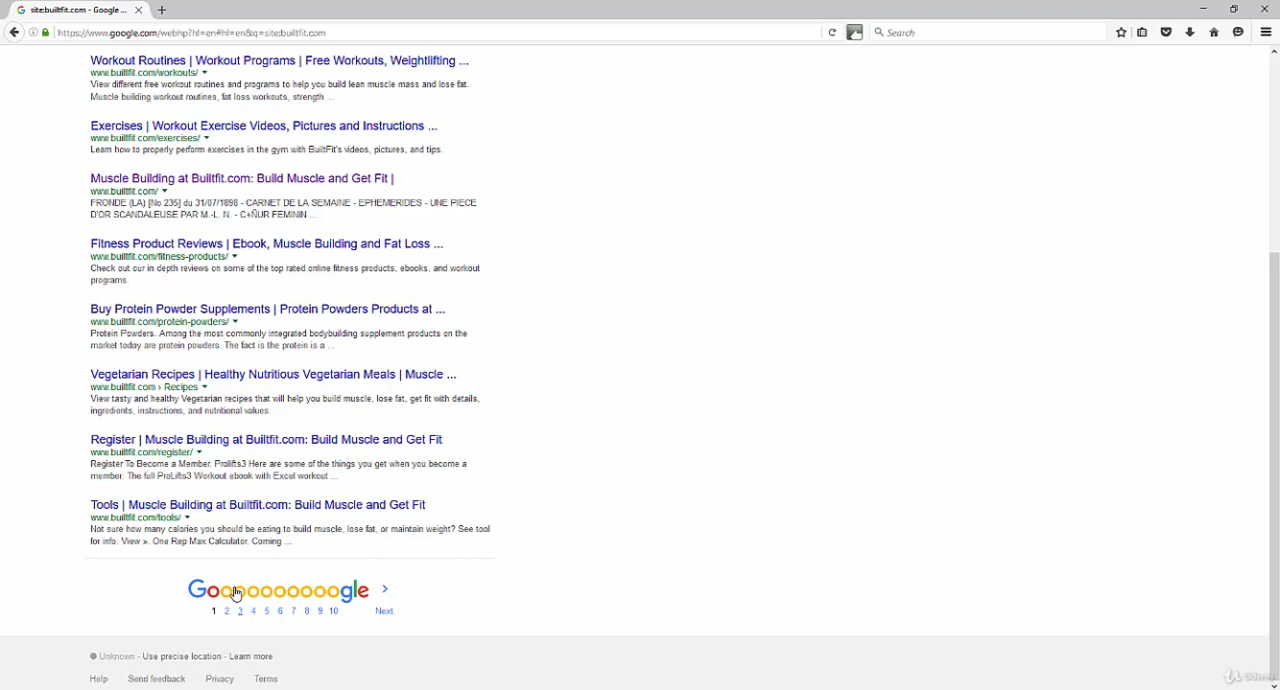 site:builtfit.com - Google ...
https://www.google.com/webhp?hl=en#hl=en&q=site:builtfit.com
Search
Workout Routines | Workout Programs | Free Workouts, Weightlifting ...
www.builtfit.com/workouts/
View different free workout routines and programs to help you build lean muscle mass and lose fat.
Muscle building workout routines, fat loss workouts, strength ...
Exercises | Workout Exercise Videos, Pictures and Instructions ...
www.builtfit.com/exercises/
Learn how to properly perform exercises in the gym with BuiltFit's videos, pictures, and tips.
Muscle Building at Builtfit.com: Build Muscle and Get Fit |
www.builtfit.com/
FRONDE (LA) [No 235] du 31/07/1898 - CARNET DE LA SEMAINE - EPHEMERIDES - UNE PIECE
D'OR SCANDALEUSE PAR M.-L. N. - C+ÑUR FEMININ ...
Fitness Product Reviews | Ebook, Muscle Building and Fat Loss ...
www.builtfit.com/fitness-products/
Check out our in depth reviews on some of the top rated online fitness products, ebooks, and workout
programs.
Buy Protein Powder Supplements | Protein Powders Products at ...
www.builtfit.com/protein-powders/
Protein Powders. Among the most commonly integrated bodybuilding supplement products on the
market today are protein powders. The fact is the protein is a ...
Vegetarian Recipes | Healthy Nutritious Vegetarian Meals | Muscle ...
www.builtfit.com › Recipes
View tasty and healthy Vegetarian recipes that will help you build muscle, lose fat, get fit with details,
ingredients, instructions, and nutritional values.
Register | Muscle Building at Builtfit.com: Build Muscle and Get Fit
www.builtfit.com/register/
Register To Become a Member. Prolifts3 Here are some of the things you get when you become a
member. The full ProLifts3 Workout ebook with Excel workout ...
Tools | Muscle Building at Builtfit.com: Build Muscle and Get Fit
www.builtfit.com/tools/
Not sure how many calories you should be eating to build muscle, lose fat, or maintain weight? See tool
for info. View ». One Rep Max Calculator. Coming ...
Goooooooooogle >
1 2 3 4 5 6 7 8 9 10 Next
Unknown - Use precise location - Learn more
Help Send feedback Privacy Terms
Udemy